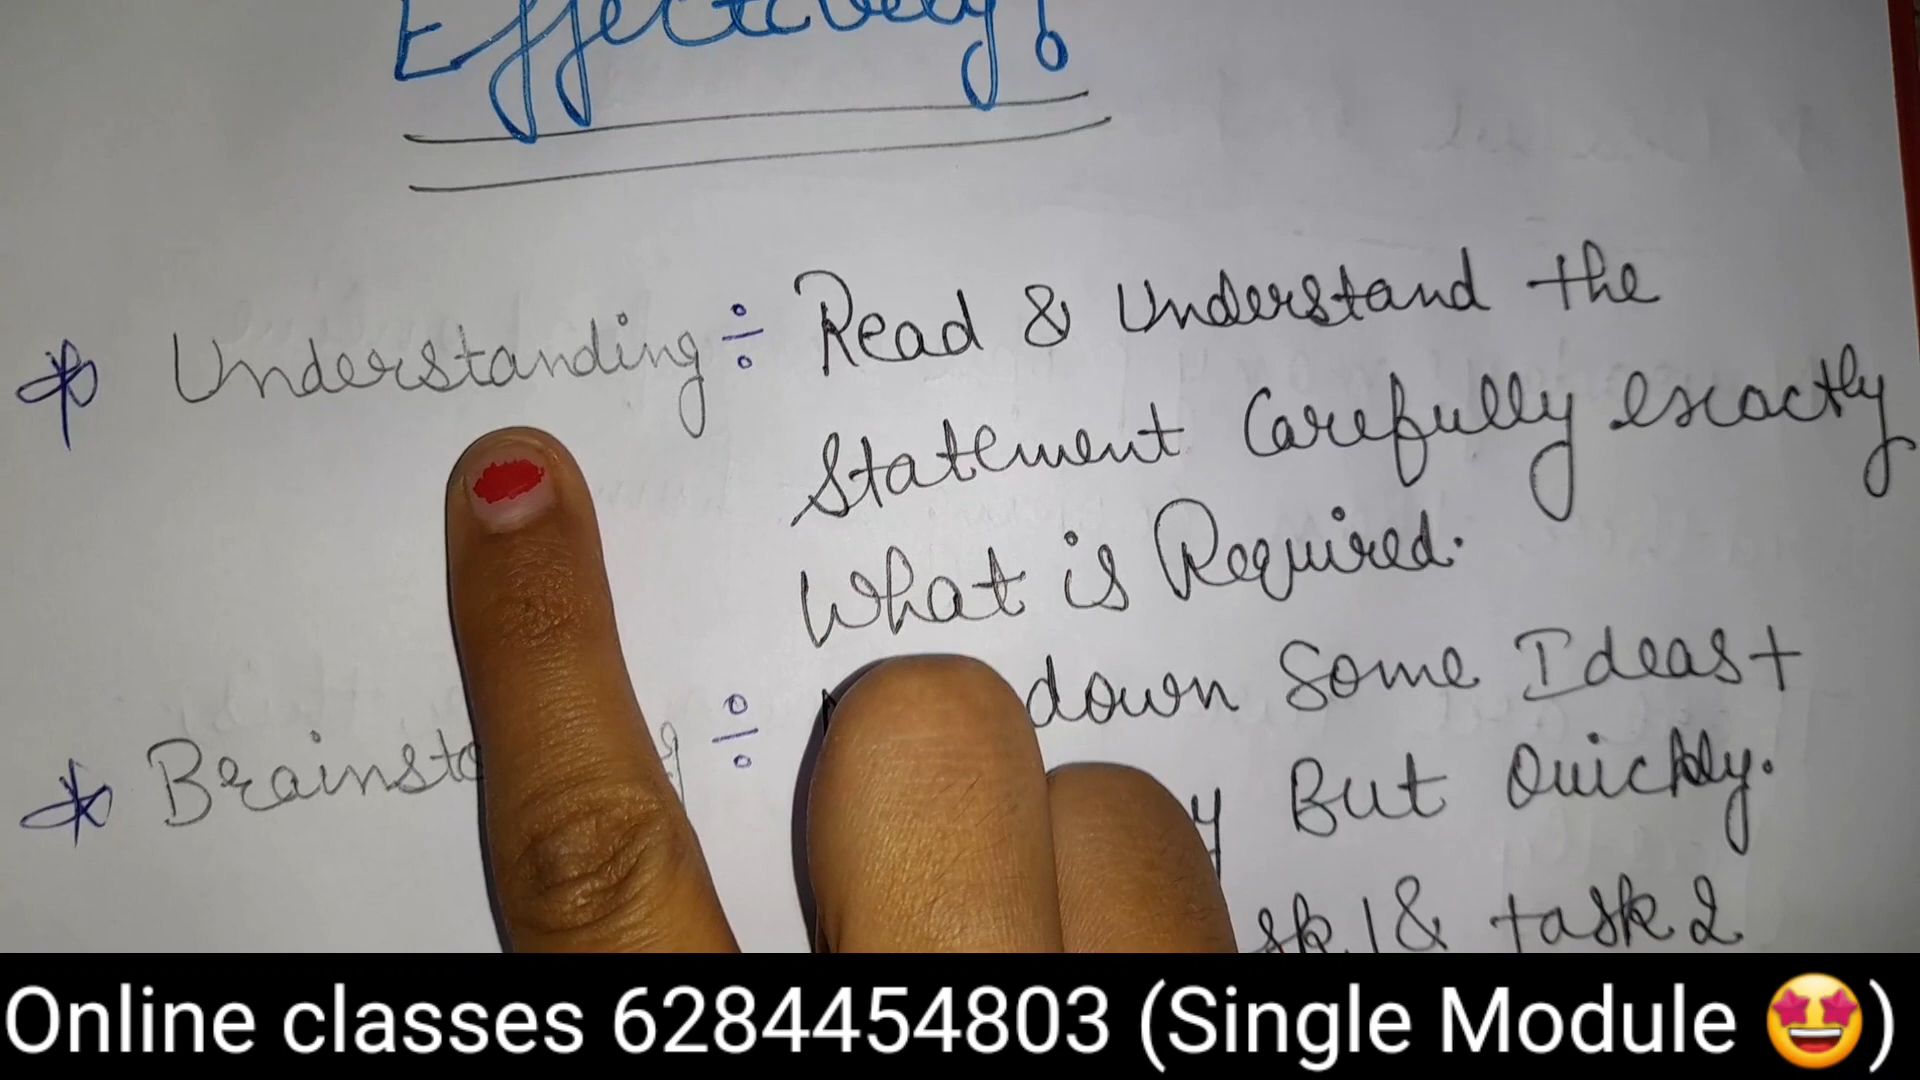 Effectively!
* Understanding ÷ Read & Understand the
Statement Carefully exactly
What is Required.
* ÷ down Some Ideas +
But Quickly.
1 & task 2
Online classes 6284454803 (Single Module 🤩)